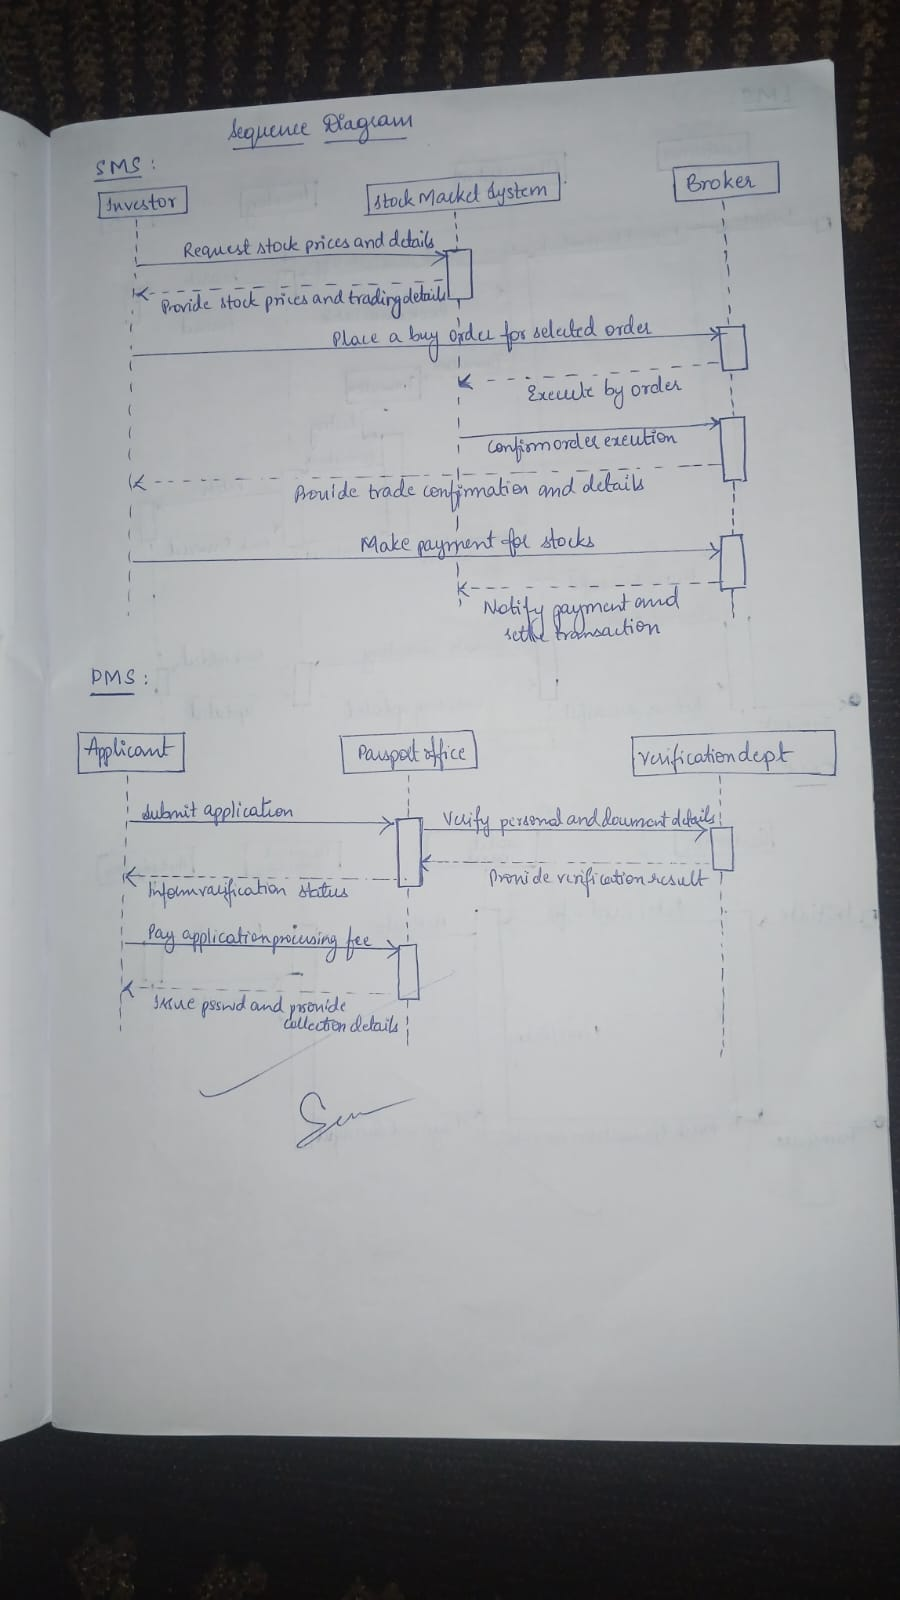 Sequence Diagram
SMS :
Investor
Stock Market System
Broker
Request stock prices and details
Provide stock prices and trading details
Place a buy order for selected order
Execute by order
Confirm order exeution
Provide trade confirmation and details
Make payment for stocks
Notify payment and
settle transaction
PMS :
Applicant
Passport office
Verification dept
Submit application
Verify personal and doument details
Provide verification result
Inform verification status
Pay application processing fee
Issue psswd and provide
collection details